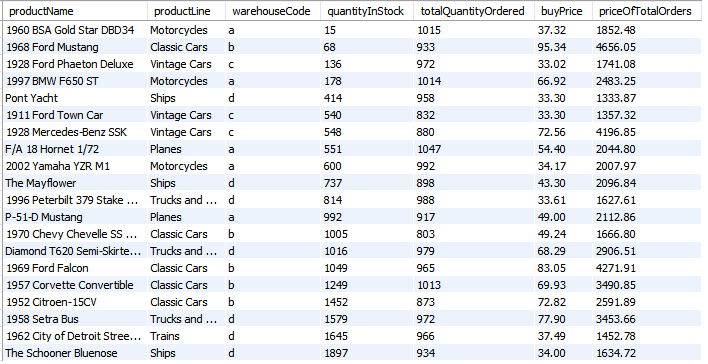 productName productLine warehouseCode quantityInStock totalQuantityOrdered buyPrice priceOfTotalOrders
1960 BSA Gold Star DBD34 Motorcycles a 15 1015 37.32 1852.48
1968 Ford Mustang Classic Cars b 68 933 95.34 4656.05
1928 Ford Phaeton Deluxe Vintage Cars c 136 972 33.02 1741.08
1997 BMW F650 ST Motorcycles a 178 1014 66.92 2483.25
Pont Yacht Ships d 414 958 33.30 1333.87
1911 Ford Town Car Vintage Cars c 540 832 33.30 1357.32
1928 Mercedes-Benz SSK Vintage Cars c 548 880 72.56 4196.85
F/A 18 Hornet 1/72 Planes a 551 1047 54.40 2044.80
2002 Yamaha YZR M1 Motorcycles a 600 992 34.17 2007.97
The Mayflower Ships d 737 898 43.30 2096.84
1996 Peterbilt 379 Stake ... Trucks and ... d 814 988 33.61 1627.61
P-51-D Mustang Planes a 992 917 49.00 2112.86
1970 Chevy Chevelle SS ... Classic Cars b 1005 803 49.24 1666.80
Diamond T620 Semi-Skirte... Trucks and ... d 1016 979 68.29 2906.51
1969 Ford Falcon Classic Cars b 1049 965 83.05 4271.91
1957 Corvette Convertible Classic Cars b 1249 1013 69.93 3490.85
1952 Citroen-15CV Classic Cars b 1452 873 72.82 2591.89
1958 Setra Bus Trucks and ... d 1579 972 77.90 3453.66
1962 City of Detroit Stree... Trains d 1645 966 37.49 1452.78
The Schooner Bluenose Ships d 1897 934 34.00 1634.72